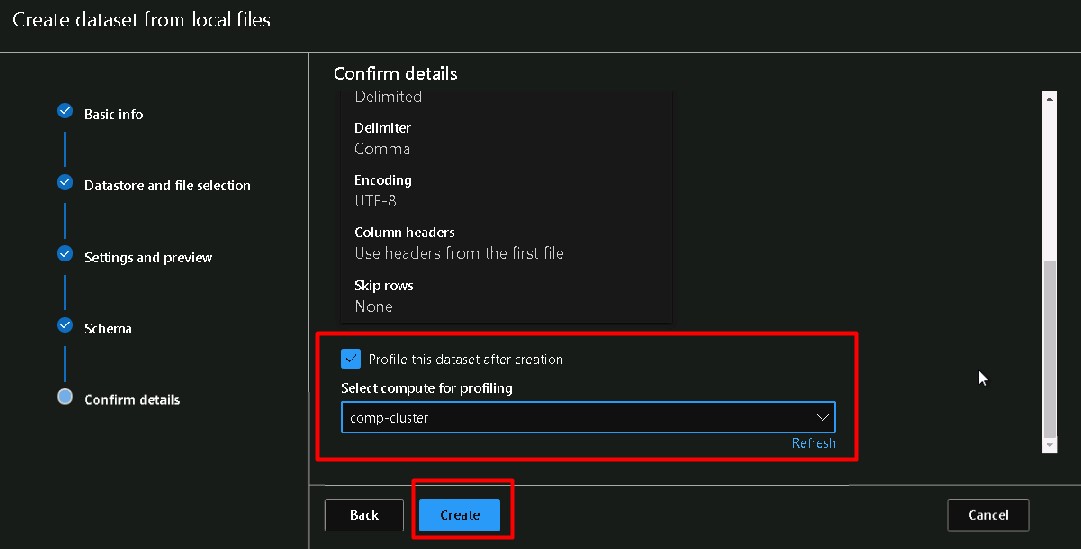 Create dataset from local files
Basic info
Datastore and file selection
Settings and preview
Schema
Confirm details
Confirm details
Delimited
Delimiter
Comma
Encoding
UTF-8
Column headers
Use headers from the first file
Skip rows
None
Profile this dataset after creation
Select compute for profiling
comp-cluster
Refresh
Back
Create
Cancel